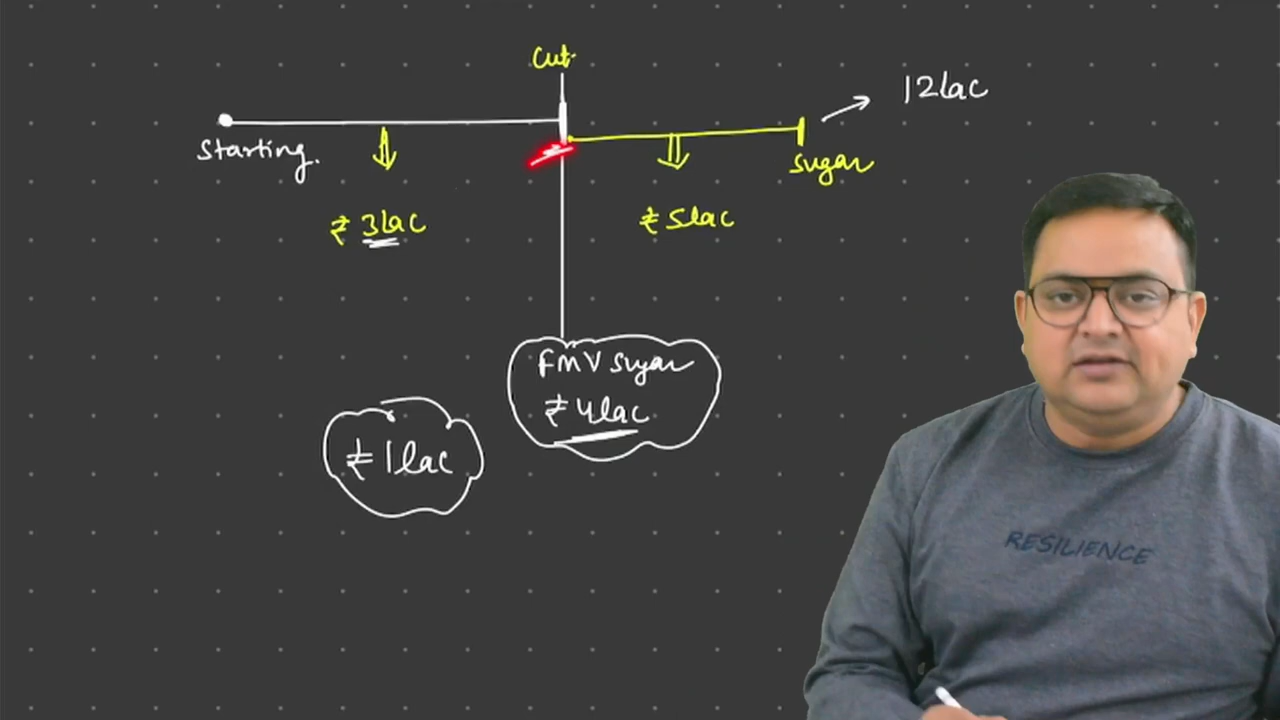 Cut
12lac
Starting.
Sugar
₹ 3lac
₹ 5lac
FMV Sugar
₹ 4lac
₹ 1lac
RESILIENCE